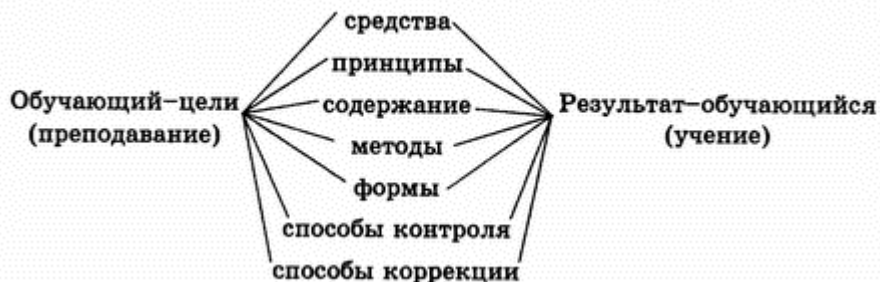 средства
принципы
Обучающий–цели
(преподавание)
содержание
методы
формы
способы контроля
способы коррекции
Результат–обучающийся
(учение)